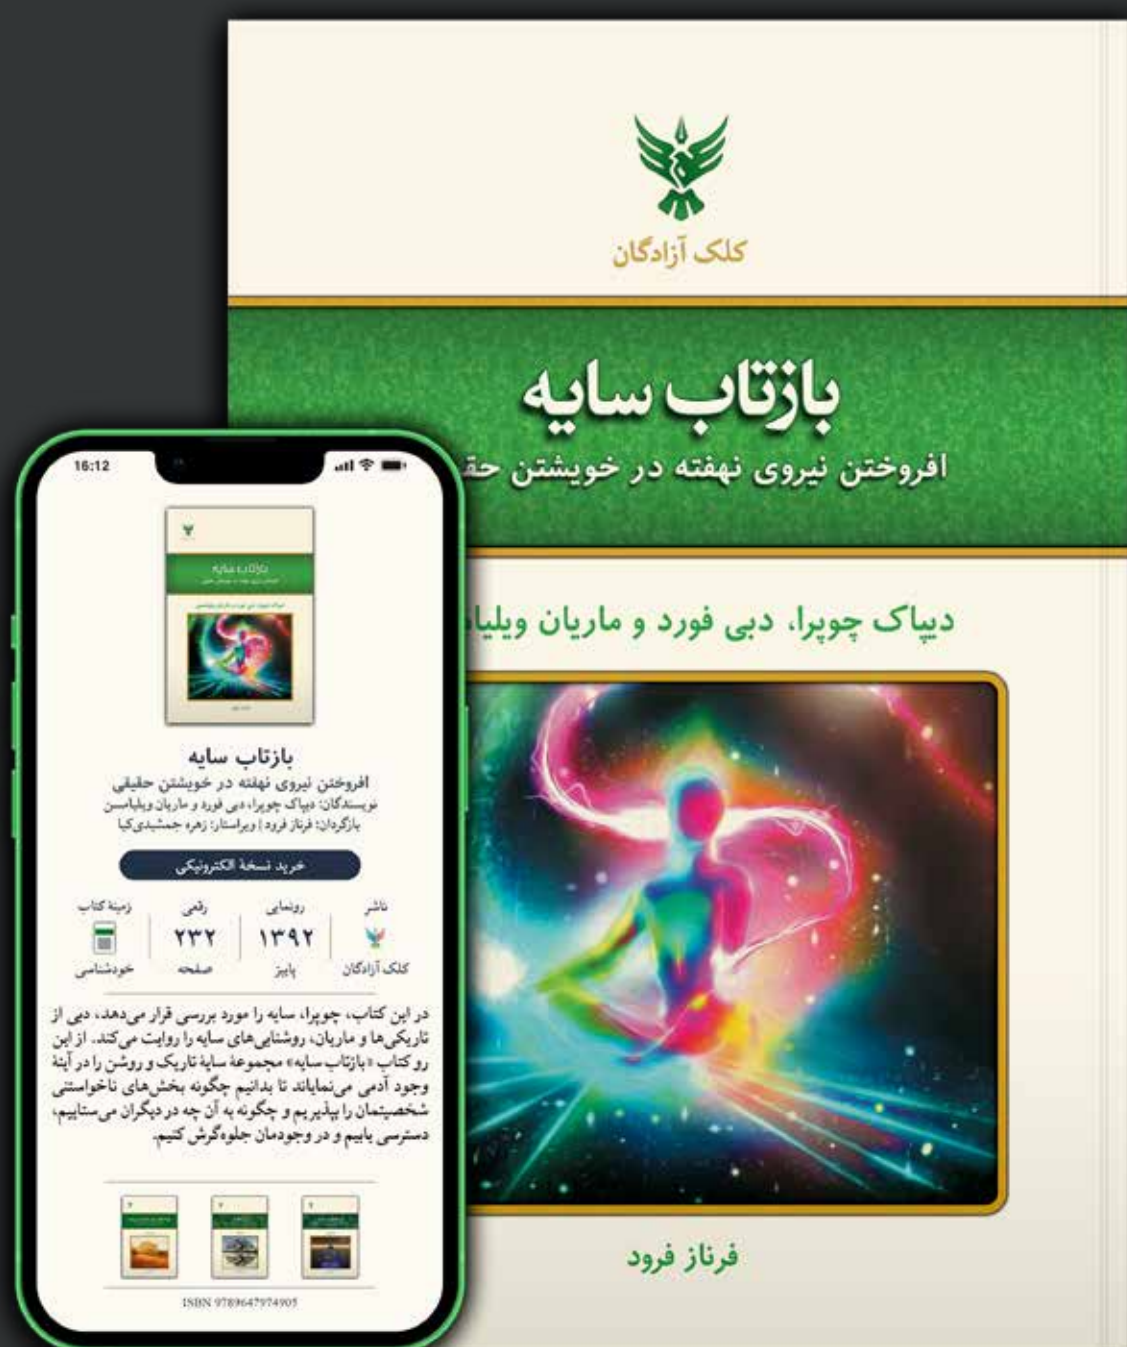 کلک آزادگان
بازتاب سایه
افروختن نیروی نهفته در خویشتن
دیپاک چوپرا، دبی فورد و ماریان
فرناز فرود
16:12
بازتاب سایه
بازتاب سایه
افروختن نیروی نهفته در خویشتن حقیقی
نویسندگان: دیپاک چوپرا، دبی فورد و ماریان ویلیامسن
بازگردان: فرناز فرود | ویراستار: زهره جمشیدی‌کیا
خرید نسخهٔ الکترونیکی
ناشر رونمایی رقعی زمینهٔ کتاب
۱۳۹۲ ۲۳۲
کلک آزادگان پاییز صفحه خودشناسی
در این کتاب، چوپرا، سایه را مورد بررسی قرار می‌دهد، دبی از
تاریکی‌ها و ماریان، روشنایی‌های سایه را روایت می‌کند. از این
رو کتاب «بازتاب سایه» مجموعهٔ سایهٔ تاریک و روشن را در آینهٔ
وجود آدمی می‌نمایاند تا بدانیم چگونه بخش‌های ناخواستنی
شخصیتمان را بپذیریم و چگونه به آن چه در دیگران می‌ستاییم،
دسترسی یابیم و در وجودمان جلوه‌گرش کنیم.
ISBN 9789647974905